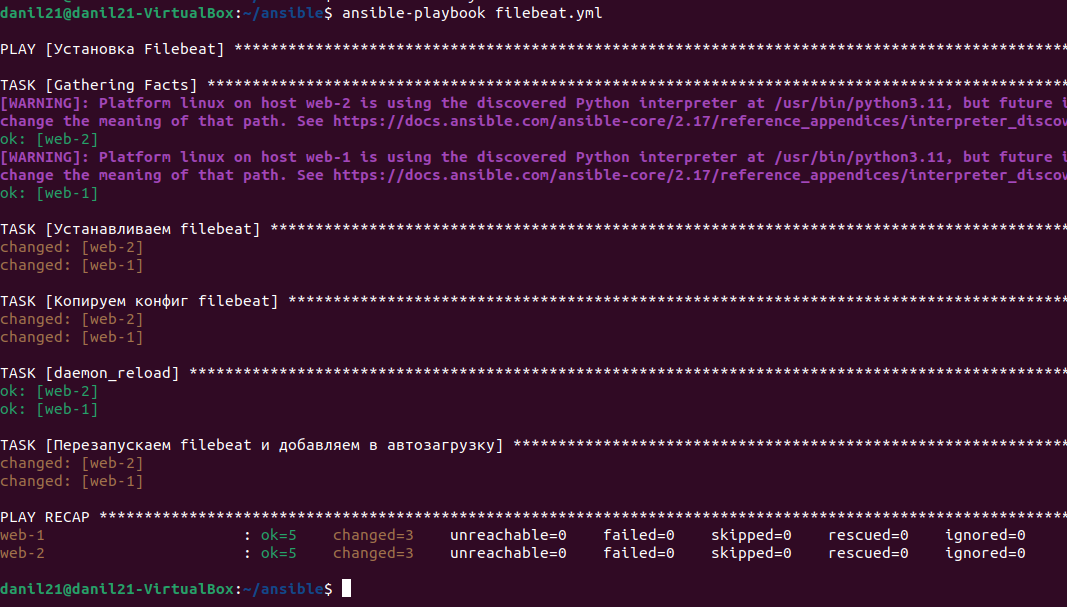 danil21@danil21-VirtualBox:~/ansible$ ansible-playbook filebeat.yml
PLAY [Установка Filebeat] *********************************************************************************************
TASK [Gathering Facts] ************************************************************************************************
[WARNING]: Platform linux on host web-2 is using the discovered Python interpreter at /usr/bin/python3.11, but future i
change the meaning of that path. See https://docs.ansible.com/ansible-core/2.17/reference_appendices/interpreter_discov
ok: [web-2]
[WARNING]: Platform linux on host web-1 is using the discovered Python interpreter at /usr/bin/python3.11, but future i
change the meaning of that path. See https://docs.ansible.com/ansible-core/2.17/reference_appendices/interpreter_discov
ok: [web-1]
TASK [Устанавливаем filebeat] *****************************************************************************************
changed: [web-2]
changed: [web-1]
TASK [Копируем конфиг filebeat] ***************************************************************************************
changed: [web-2]
changed: [web-1]
TASK [daemon_reload] **************************************************************************************************
ok: [web-2]
ok: [web-1]
TASK [Перезапускаем filebeat и добавляем в автозагрузку] **************************************************************
changed: [web-2]
changed: [web-1]
PLAY RECAP ************************************************************************************************************
web-1                      : ok=5    changed=3    unreachable=0    failed=0    skipped=0    rescued=0    ignored=0
web-2                      : ok=5    changed=3    unreachable=0    failed=0    skipped=0    rescued=0    ignored=0
danil21@danil21-VirtualBox:~/ansible$